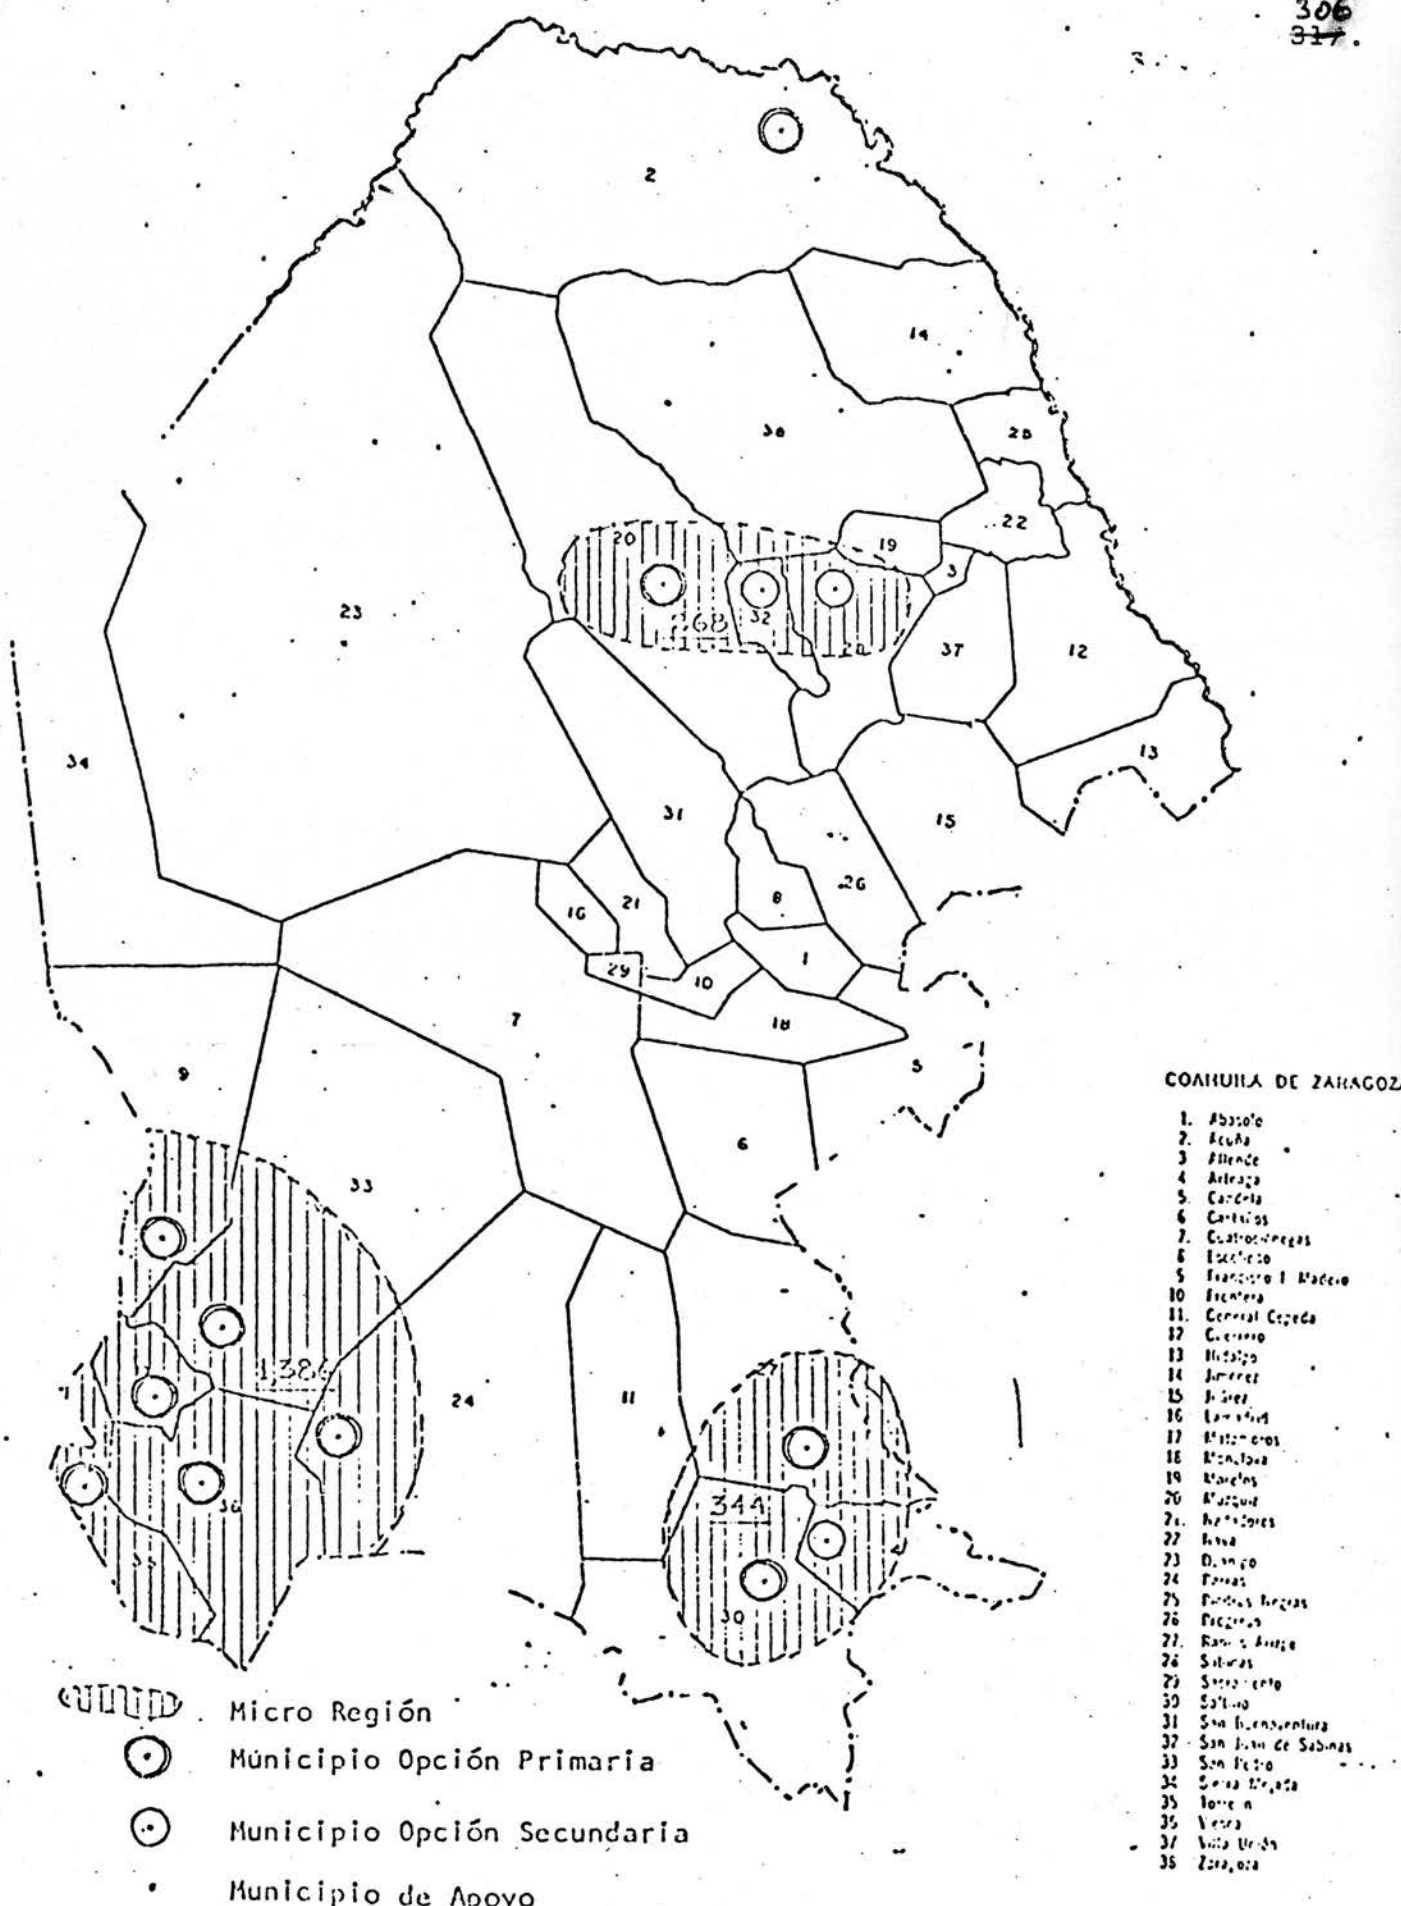 306
317.
2
14
38
28
22
20
19
3
32
168
23
37
12
34
13
31
15
26
8
16
21
1
29
10
7
18
9
5
6
33
27
24
11
344
36
30
COAHUILA DE ZARAGOZA
1. Abasolo
2. Acuña
3 Allende
4 Arteaga
5. Candela
6 Castaños
7. Cuatrociénegas
8 Escobedo
Francisco I. Madero
10 Frontera
11. General Cepeda
12 Guerrero
13 Hidalgo
14 Jiménez
15 Juárez
16 Lamadrid
17 Matamoros
18 Monclova
19 Morelos
20 Muzquiz
21. Nadadores
22 Nava
23 Ocampo
24 Parras
25 Piedras Negras
26 Progreso
27. Ramos Arizpe
28 Sabinas
29 Sacramento
30 Saltillo
31 San Buenaventura
32 San Juan de Sabinas
33 San Pedro
34 Sierra Mojada
35 Torreón
36 Viesca
37 Villa Unión
38 Zaragoza
Micro Región
Municipio Opción Primaria
Municipio Opción Secundaria
Municipio de Apoyo